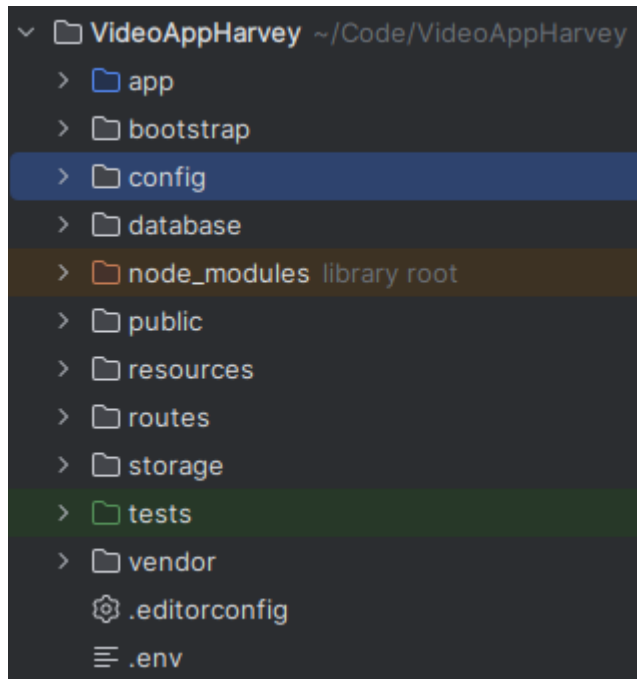 VideoAppHarvey ~/Code/VideoAppHarvey
app
bootstrap
config
database
node_modules library root
public
resources
routes
storage
tests
vendor
.editorconfig
.env